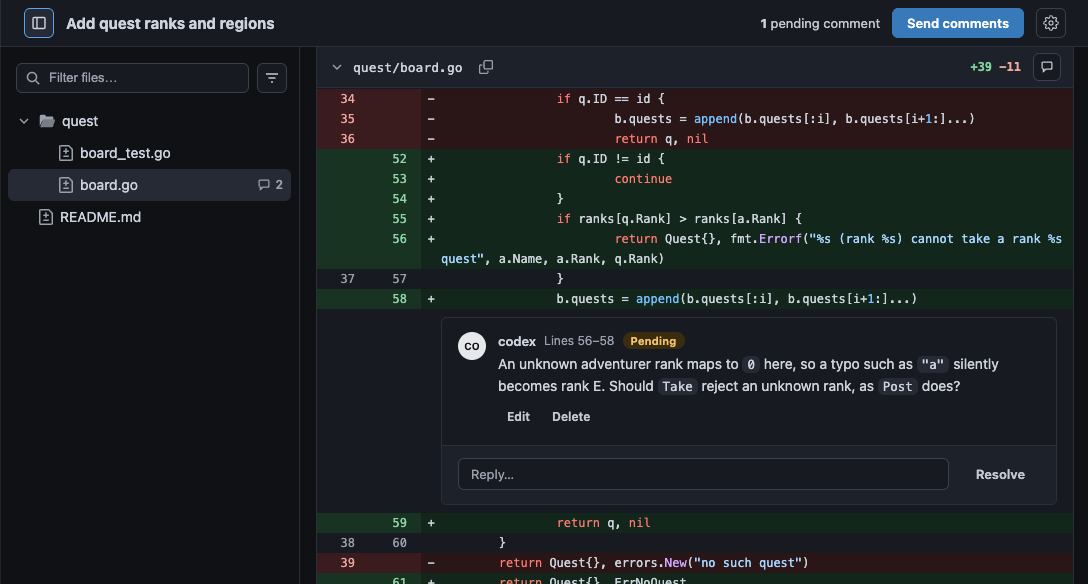 Add quest ranks and regions
1 pending comment
Send comments
Filter files...
quest
board_test.go
board.go 2
README.md
quest/board.go
+39 −11
34 − if q.ID == id {
35 − b.quests = append(b.quests[:i], b.quests[i+1:]...)
36 − return q, nil
52 + if q.ID != id {
53 + continue
54 + }
55 + if ranks[q.Rank] > ranks[a.Rank] {
56 + return Quest{}, fmt.Errorf("%s (rank %s) cannot take a rank %s
quest", a.Name, a.Rank, q.Rank)
37 57 }
58 + b.quests = append(b.quests[:i], b.quests[i+1:]...)
CO codex Lines 56–58 Pending
An unknown adventurer rank maps to 0 here, so a typo such as "a" silently
becomes rank E. Should Take reject an unknown rank, as Post does?
Edit Delete
Reply... Resolve
59 + return q, nil
38 60 }
39 − return Quest{}, errors.New("no such quest")
61 + return Quest{}, ErrNoQuest